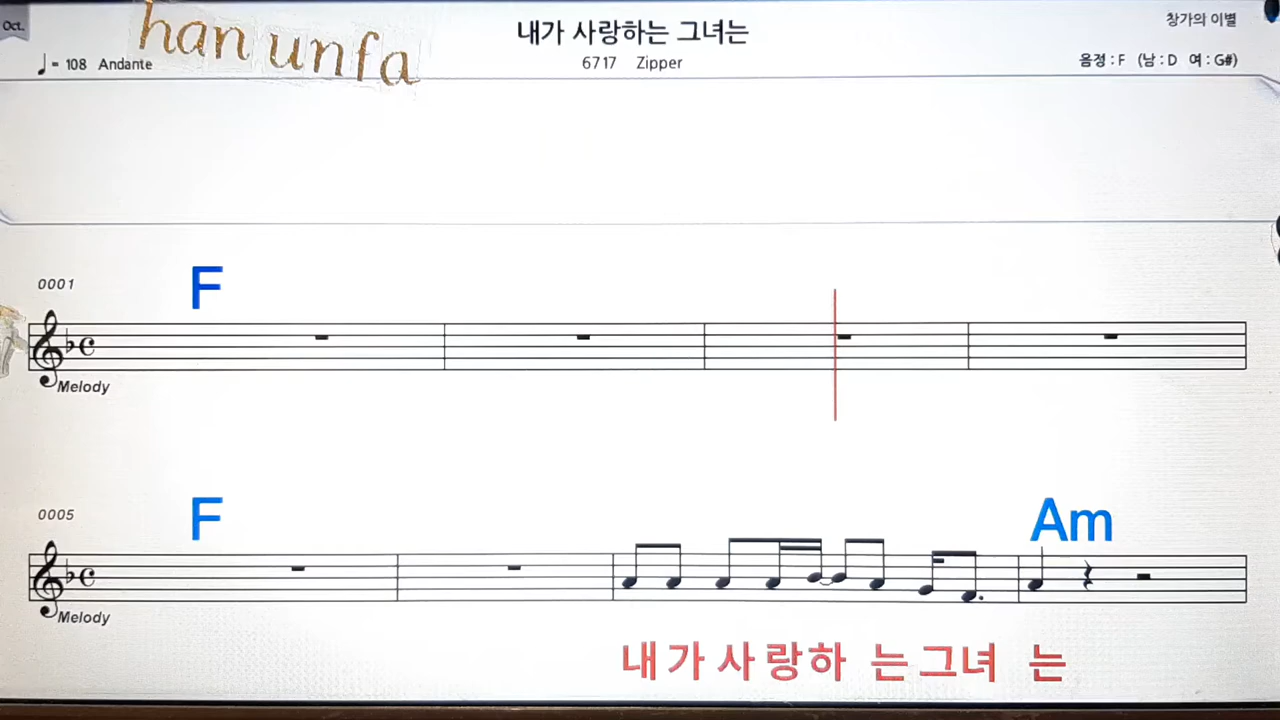 Oct.
han unfa
내가 사랑하는 그녀는
창가의 이별
♩= 108 Andante
6717 Zipper
음정 : F (남 : D 여 : G#)
0001
F
Melody
0005
F
Am
Melody
내가사랑하 는그녀 는